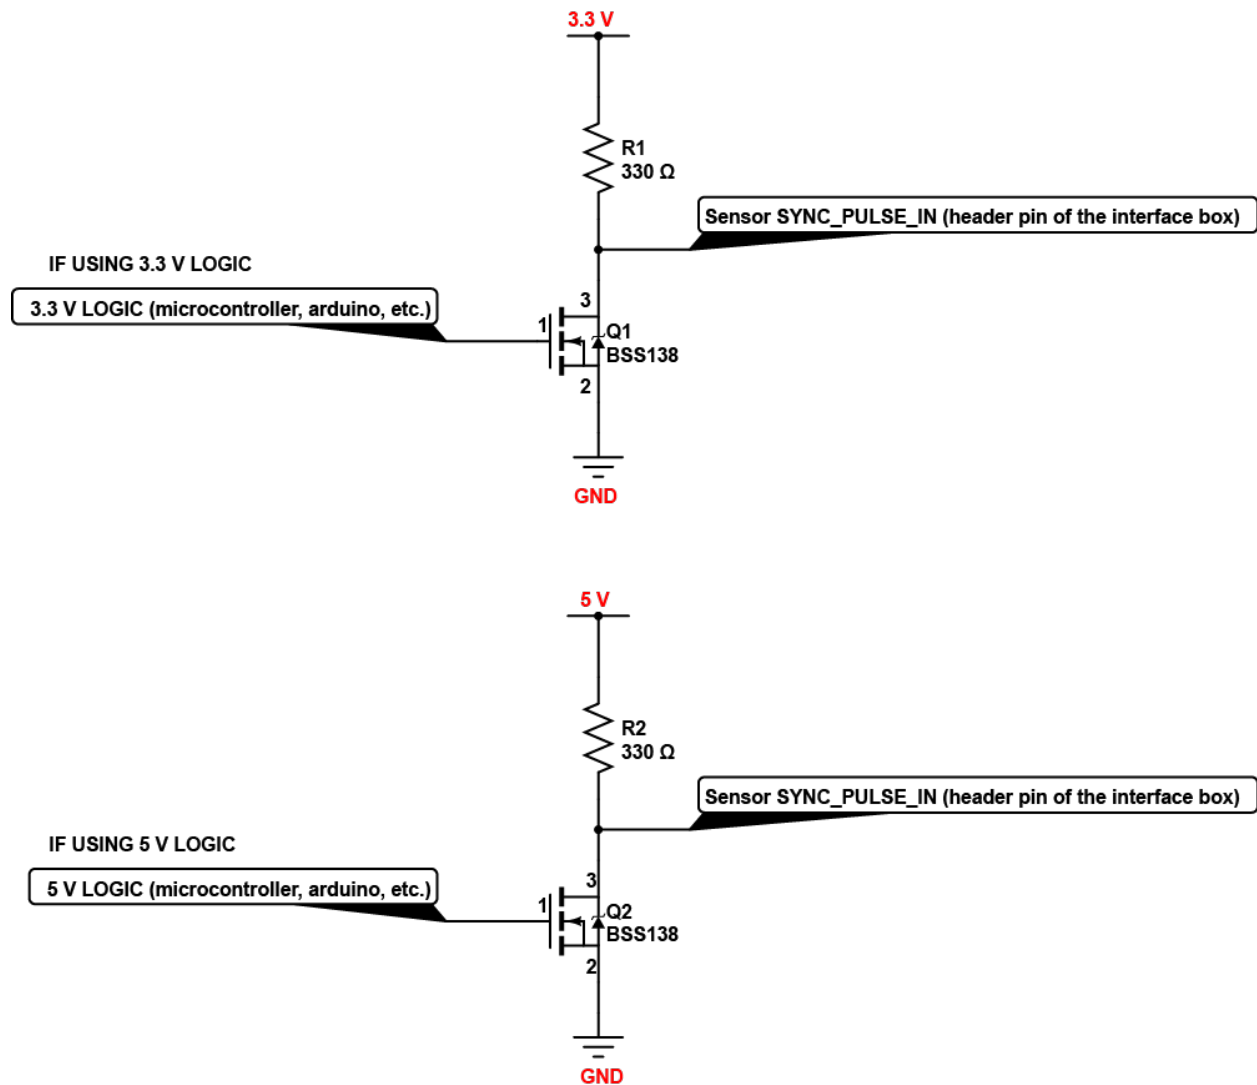 3.3 V
R1
330 Ω
Sensor SYNC_PULSE_IN (header pin of the interface box)
IF USING 3.3 V LOGIC
3.3 V LOGIC (microcontroller, arduino, etc.)
3
1
Q1
BSS138
2
GND
5 V
R2
330 Ω
Sensor SYNC_PULSE_IN (header pin of the interface box)
IF USING 5 V LOGIC
5 V LOGIC (microcontroller, arduino, etc.)
3
1
Q2
BSS138
2
GND